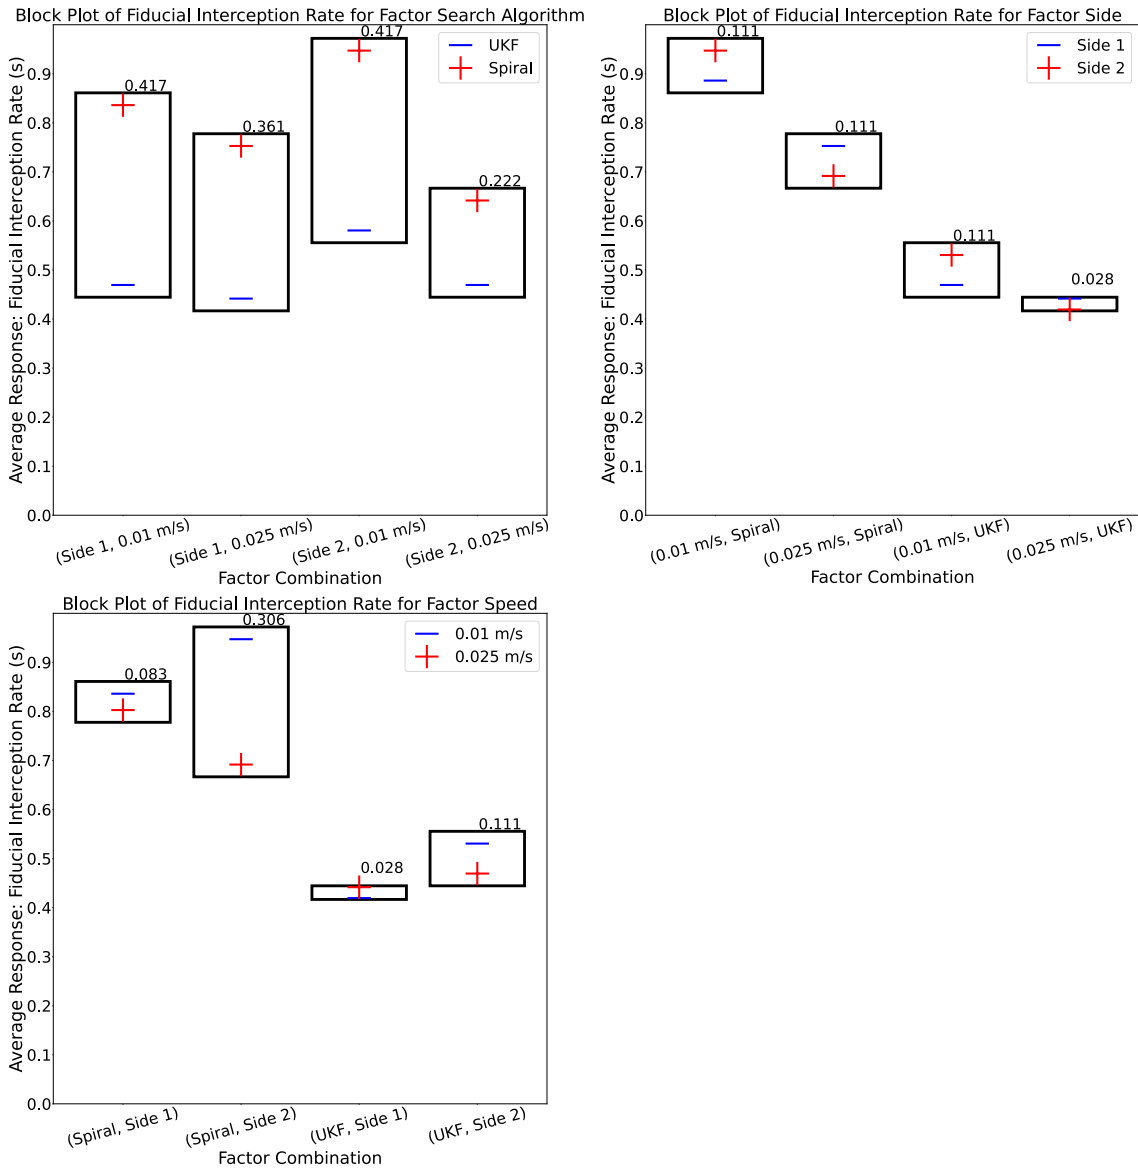 Block Plot of Fiducial Interception Rate for Factor Search Algorithm
Average Response: Fiducial Interception Rate (s)
0.9
0.8
0.7
0.6
0.5
0.4
0.3
0.2
0.1
0.0
UKF
Spiral
0.417
0.361
0.417
0.222
(Side 1, 0.01 m/s)
(Side 1, 0.025 m/s)
(Side 2, 0.01 m/s)
(Side 2, 0.025 m/s)
Factor Combination
Block Plot of Fiducial Interception Rate for Factor Side
Average Response: Fiducial Interception Rate (s)
0.9
0.8
0.7
0.6
0.5
0.4
0.3
0.2
0.1
0.0
Side 1
Side 2
0.111
0.111
0.111
0.028
(0.01 m/s, Spiral)
(0.025 m/s, Spiral)
(0.01 m/s, UKF)
(0.025 m/s, UKF)
Factor Combination
Block Plot of Fiducial Interception Rate for Factor Speed
Average Response: Fiducial Interception Rate (s)
0.9
0.8
0.7
0.6
0.5
0.4
0.3
0.2
0.1
0.0
0.01 m/s
0.025 m/s
0.083
0.306
0.028
0.111
(Spiral, Side 1)
(Spiral, Side 2)
(UKF, Side 1)
(UKF, Side 2)
Factor Combination